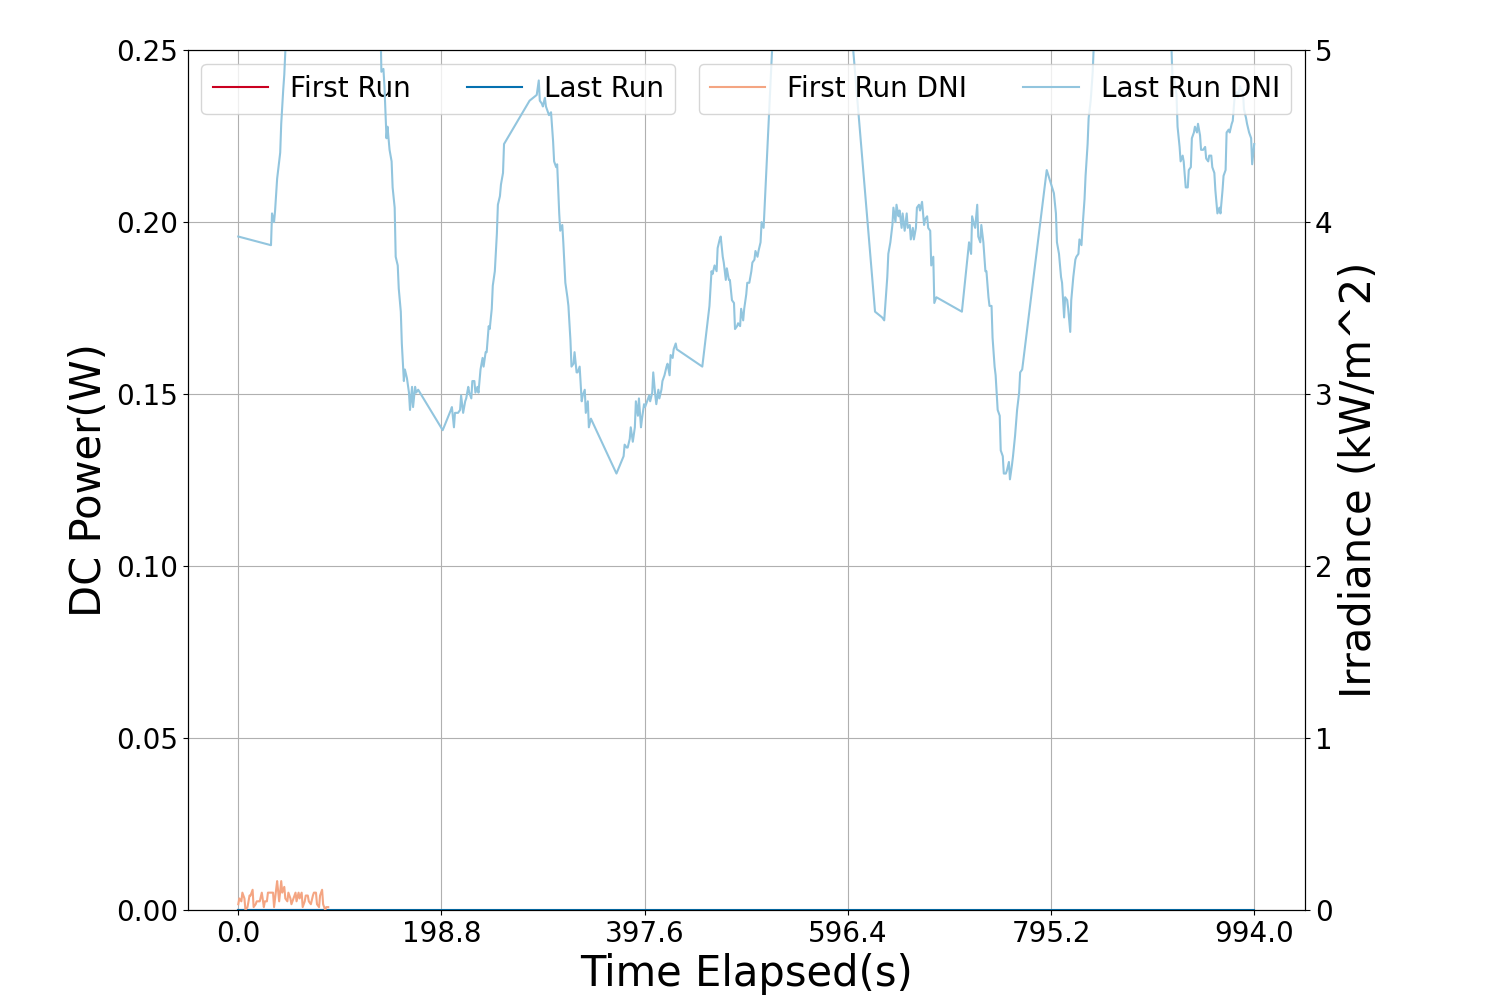 First Run
Last Run
First Run DNI
Last Run DNI
DC Power(W)
0.25
0.20
0.15
0.10
0.05
0.00
5
4
3
2
1
0
Irradiance (kW/m^2)
0.0
198.8
397.6
596.4
795.2
994.0
Time Elapsed(s)